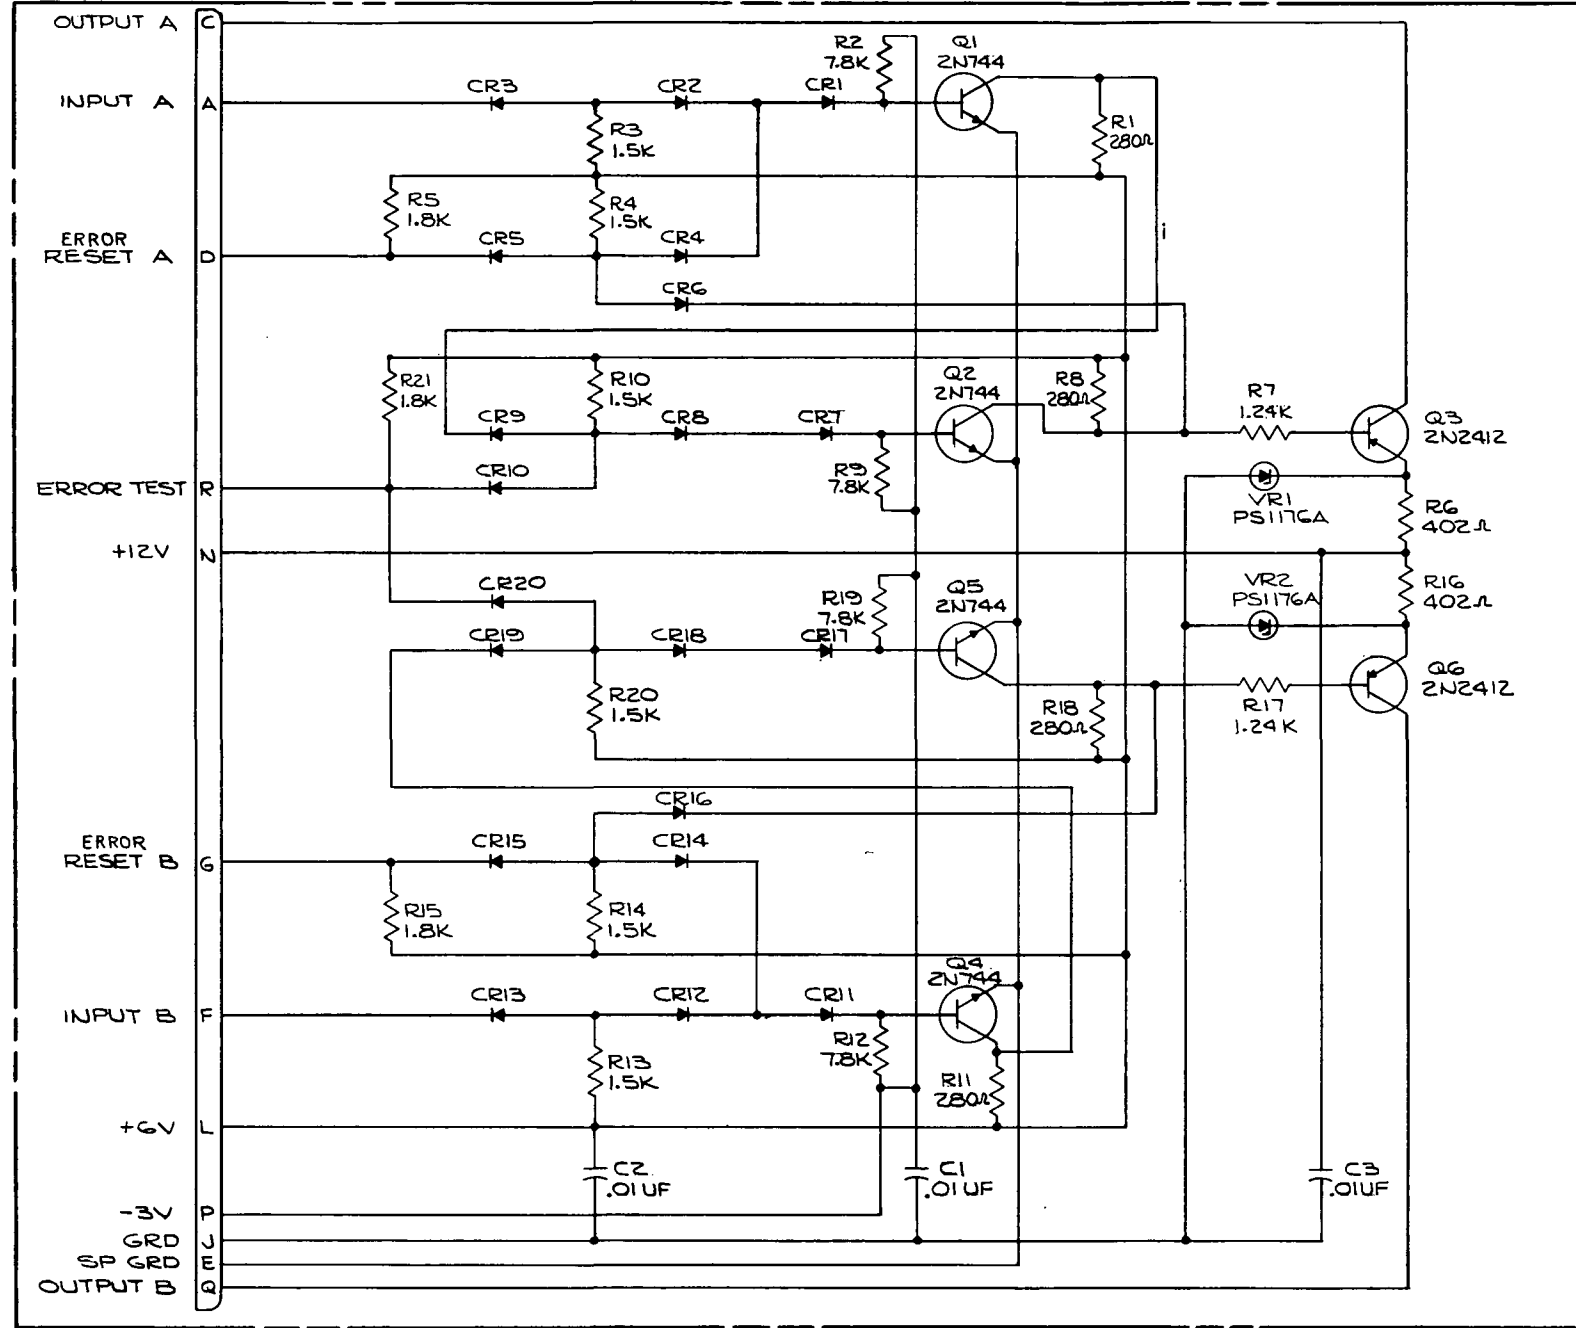 OUTPUT A C
R2
7.8K
Q1
2N744
INPUT A A
CR3
CR2
CR1
R3
1.5K
R1
280Ω
R5
1.8K
R4
1.5K
ERROR
RESET A D
CR5
CR4
CR6
i
R21
1.8K
R10
1.5K
Q2
2N744
R8
280Ω
R7
1.24K
CR9
CR8
CR7
Q3
2N2412
ERROR TEST R
CR10
R9
7.8K
VR1
PS1176A
R6
402Ω
+12V N
CR20
R19
7.8K
Q5
2N744
VR2
PS1176A
R16
402Ω
CR19
CR18
CR17
R20
1.5K
R18
280Ω
R17
1.24K
Q6
2N2412
CR16
ERROR
RESET B G
CR15
CR14
R15
1.8K
R14
1.5K
Q4
2N744
INPUT B F
CR13
CR12
CR11
R12
7.8K
R13
1.5K
R11
280Ω
+6V L
C2
.01UF
C1
.01UF
C3
.01UF
-3V P
GRD J
SP GRD E
OUTPUT B Q